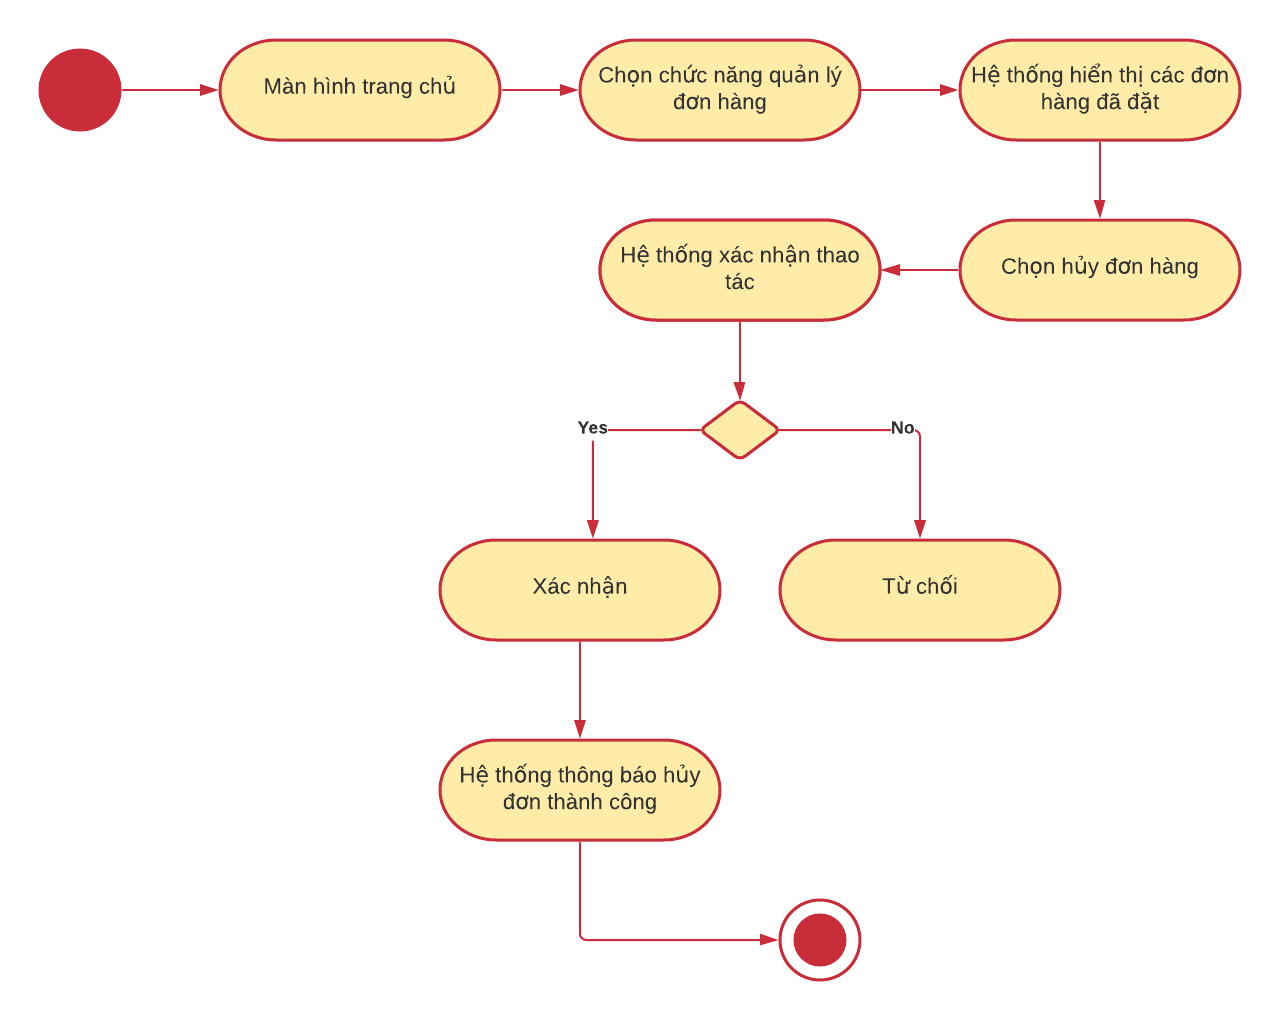 Màn hình trang chủ
Chọn chức năng quản lý
đơn hàng
Hệ thống hiển thị các đơn
hàng đã đặt
Chọn hủy đơn hàng
Hệ thống xác nhận thao
tác
Yes
No
Xác nhận
Từ chối
Hệ thống thông báo hủy
đơn thành công